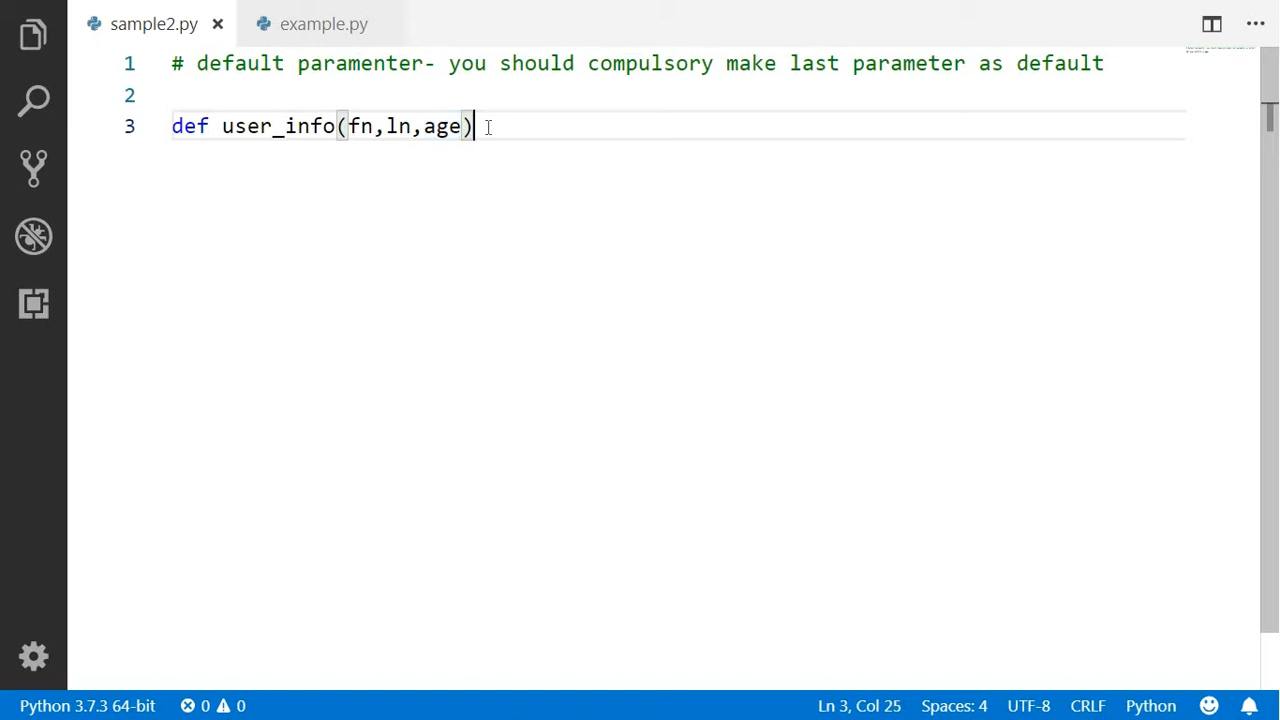 sample2.py example.py
1 # default paramenter- you should compulsory make last parameter as default
2
3 def user_info(fn,ln,age)
Python 3.7.3 64-bit 0 0 Ln 3, Col 25 Spaces: 4 UTF-8 CRLF Python